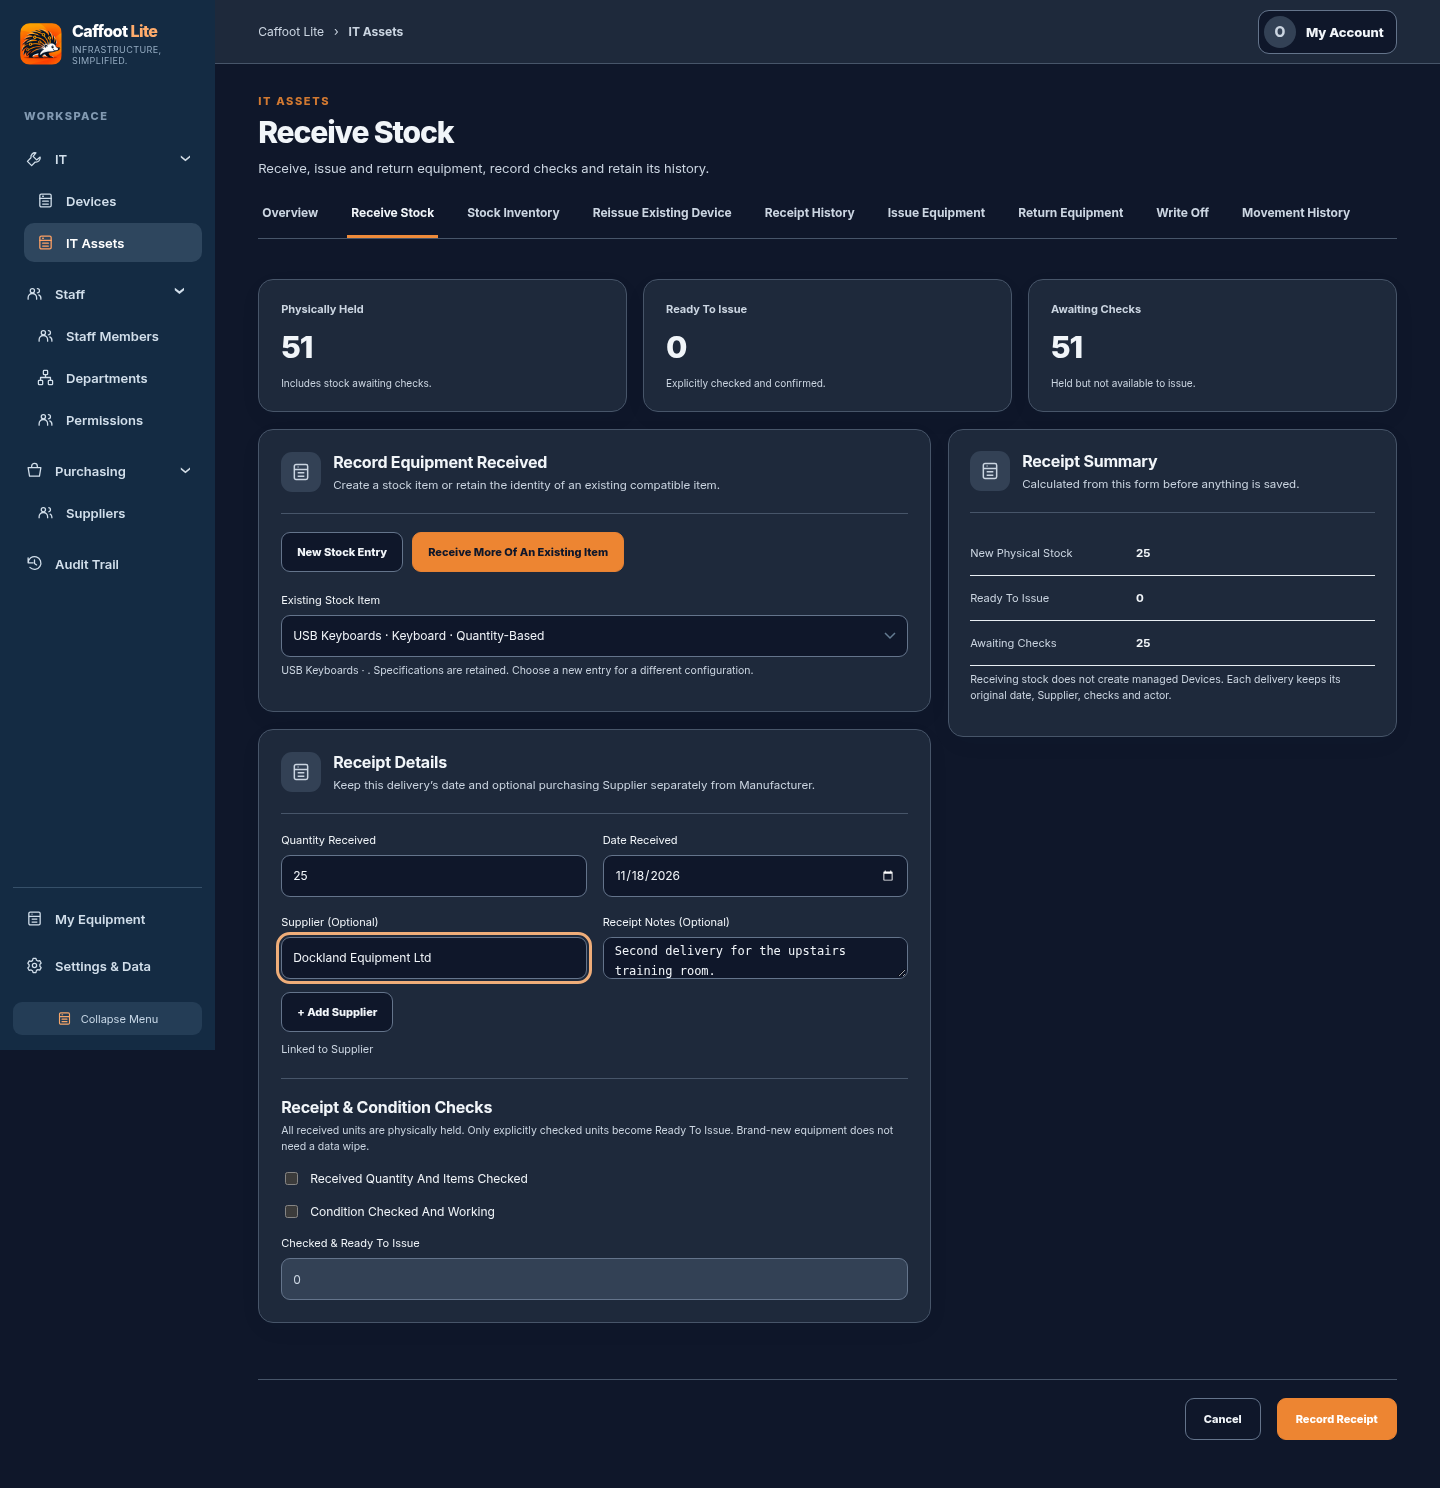 Caffoot Lite
INFRASTRUCTURE,
SIMPLIFIED.
WORKSPACE
IT
Devices
IT Assets
Staff
Staff Members
Departments
Permissions
Purchasing
Suppliers
Audit Trail
My Equipment
Settings & Data
Collapse Menu
Caffoot Lite › IT Assets
O My Account
IT ASSETS
Receive Stock
Receive, issue and return equipment, record checks and retain its history.
Overview Receive Stock Stock Inventory Reissue Existing Device Receipt History Issue Equipment Return Equipment Write Off Movement History
Physically Held
51
Includes stock awaiting checks.
Ready To Issue
0
Explicitly checked and confirmed.
Awaiting Checks
51
Held but not available to issue.
Record Equipment Received
Create a stock item or retain the identity of an existing compatible item.
New Stock Entry Receive More Of An Existing Item
Existing Stock Item
USB Keyboards · Keyboard · Quantity-Based
USB Keyboards · . Specifications are retained. Choose a new entry for a different configuration.
Receipt Summary
Calculated from this form before anything is saved.
New Physical Stock 25
Ready To Issue 0
Awaiting Checks 25
Receiving stock does not create managed Devices. Each delivery keeps its
original date, Supplier, checks and actor.
Receipt Details
Keep this delivery’s date and optional purchasing Supplier separately from Manufacturer.
Quantity Received Date Received
25 11/18/2026
Supplier (Optional) Receipt Notes (Optional)
Dockland Equipment Ltd
Second delivery for the upstairs
training room.
+ Add Supplier
Linked to Supplier
Receipt & Condition Checks
All received units are physically held. Only explicitly checked units become Ready To Issue. Brand-new equipment does not
need a data wipe.
Received Quantity And Items Checked
Condition Checked And Working
Checked & Ready To Issue
0
Cancel Record Receipt